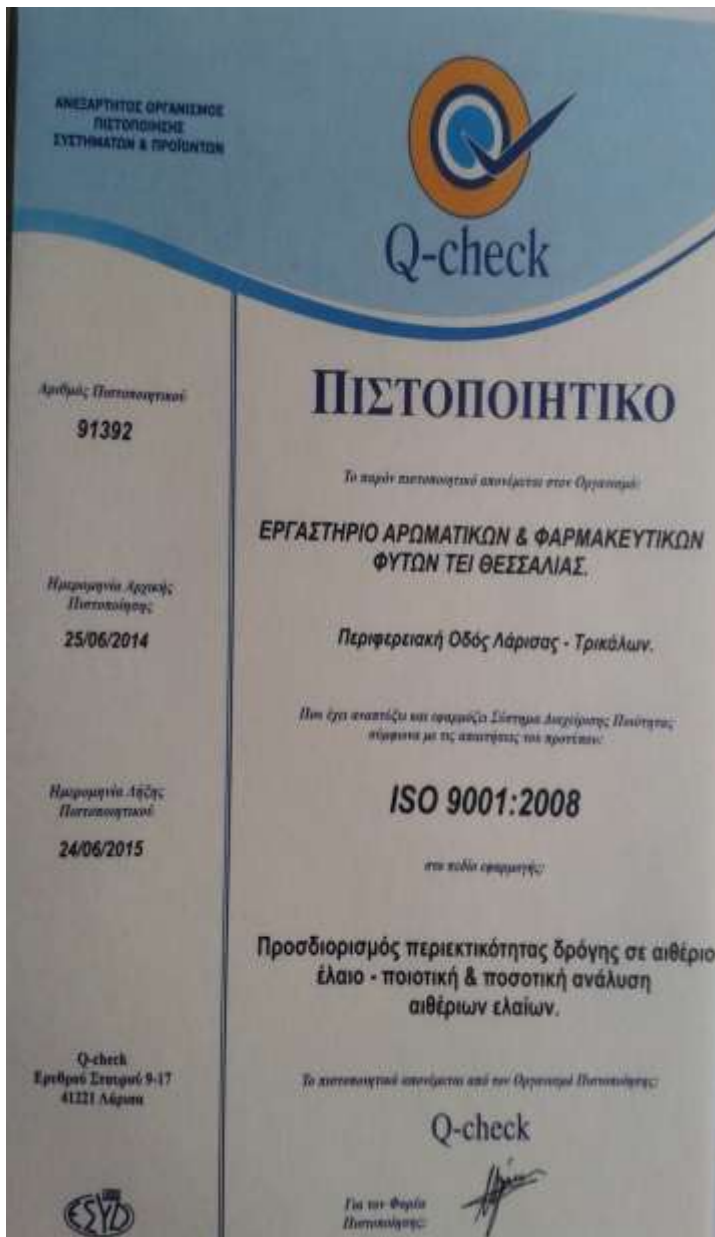 ΑΝΕΞΑΡΤΗΤΟΣ ΟΡΓΑΝΙΣΜΟΣ
ΠΙΣΤΟΠΟΙΗΣΗΣ
ΣΥΣΤΗΜΑΤΩΝ & ΠΡΟΪΟΝΤΩΝ
Q-check
Αριθμός Πιστοποιητικού
91392
Ημερομηνία Αρχικής
Πιστοποίησης
25/06/2014
Ημερομηνία Λήξης
Πιστοποιητικού
24/06/2015
Q-check
Ερυθρού Σταυρού 9-17
41221 Λάρισα
ESYD
ΠΙΣΤΟΠΟΙΗΤΙΚΟ
Το παρόν πιστοποιητικό απονέμεται στον Οργανισμό:
ΕΡΓΑΣΤΗΡΙΟ ΑΡΩΜΑΤΙΚΩΝ & ΦΑΡΜΑΚΕΥΤΙΚΩΝ
ΦΥΤΩΝ ΤΕΙ ΘΕΣΣΑΛΙΑΣ.
Περιφερειακή Οδός Λάρισας - Τρικάλων.
Που έχει αναπτύξει και εφαρμόζει Σύστημα Διαχείρισης Ποιότητας
σύμφωνα με τις απαιτήσεις του προτύπου:
ISO 9001:2008
στο πεδίο εφαρμογής:
Προσδιορισμός περιεκτικότητας δρόγης σε αιθέριο
έλαιο - ποιοτική & ποσοτική ανάλυση
αιθέριων ελαίων.
Το πιστοποιητικό απονέμεται από τον Οργανισμό Πιστοποίησης:
Q-check
Για τον Φορέα
Πιστοποίησης: